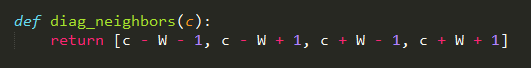 def diag_neighbors(c):
    return [c - W - 1, c - W + 1, c + W - 1, c + W + 1]